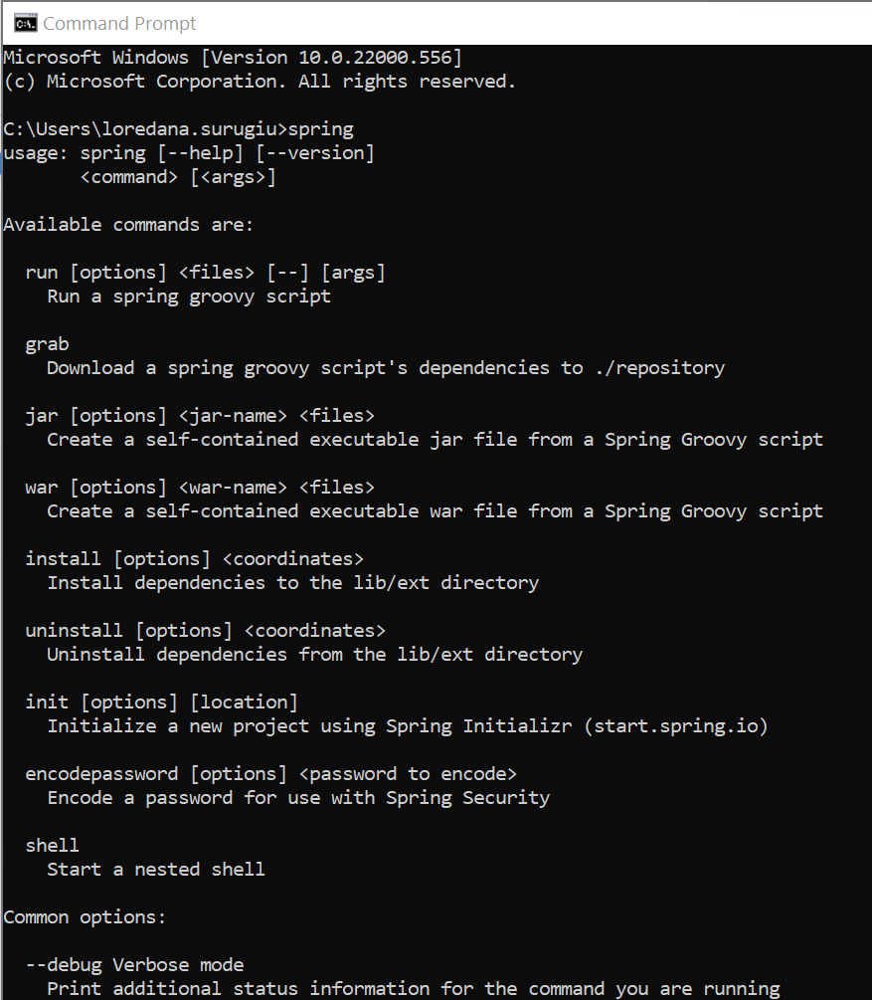 Command Prompt
Microsoft Windows [Version 10.0.22000.556]
(c) Microsoft Corporation. All rights reserved.
C:\Users\loredana.surugiu>spring
usage: spring [--help] [--version]
<command> [<args>]
Available commands are:
run [options] <files> [--] [args]
Run a spring groovy script
grab
Download a spring groovy script's dependencies to ./repository
jar [options] <jar-name> <files>
Create a self-contained executable jar file from a Spring Groovy script
war [options] <war-name> <files>
Create a self-contained executable war file from a Spring Groovy script
install [options] <coordinates>
Install dependencies to the lib/ext directory
uninstall [options] <coordinates>
Uninstall dependencies from the lib/ext directory
init [options] [location]
Initialize a new project using Spring Initializr (start.spring.io)
encodepassword [options] <password to encode>
Encode a password for use with Spring Security
shell
Start a nested shell
Common options:
--debug Verbose mode
Print additional status information for the command you are running